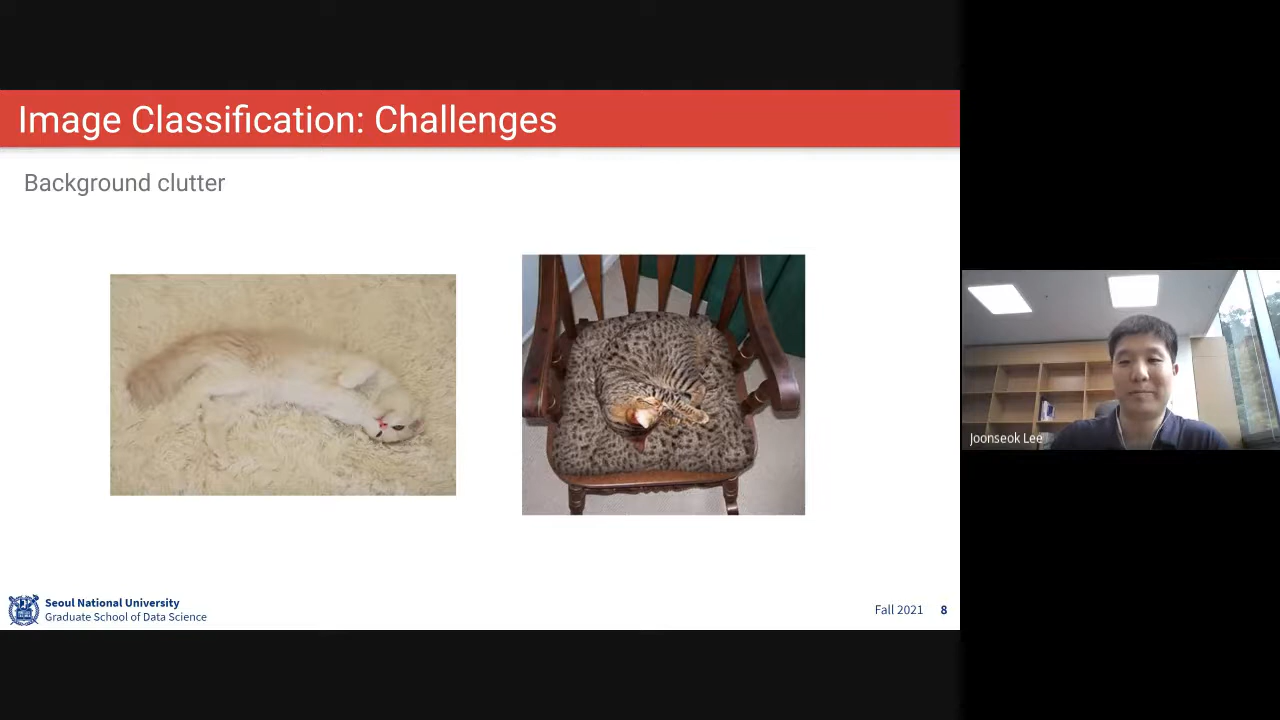 Image Classification: Challenges
Background clutter
Joonseok Lee
Seoul National University
Graduate School of Data Science
Fall 2021 8